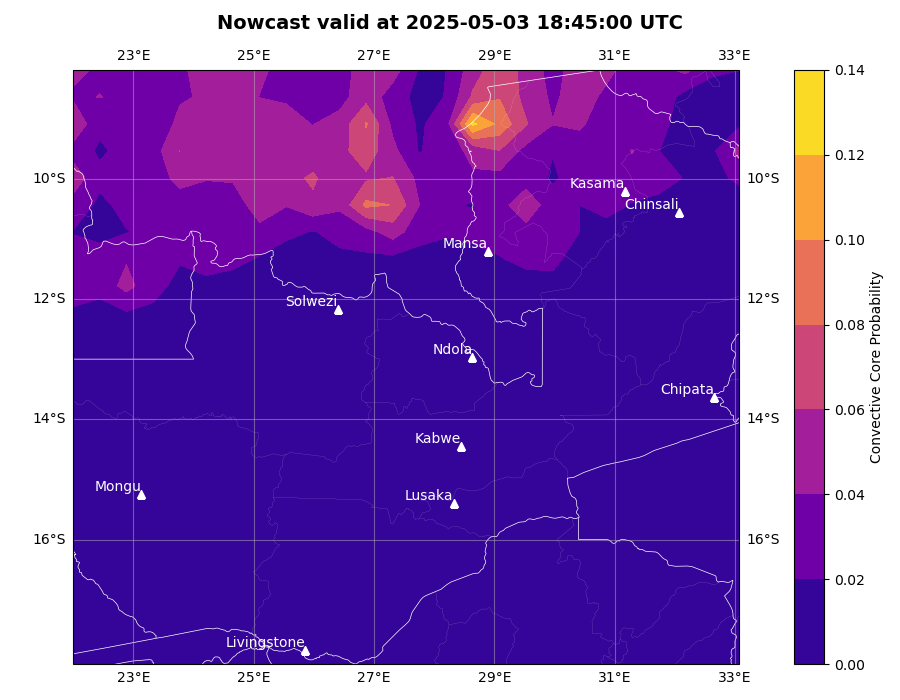 Nowcast valid at 2025-05-03 18:45:00 UTC
23°E 25°E 27°E 29°E 31°E 33°E
0.14
0.12
10°S 10°S
Kasama
Chinsali
0.10
Mansa
12°S 12°S
Solwezi
0.08
Ndola
Convective Core Probability
Chipata
0.06
14°S 14°S
Kabwe
Mongu
Lusaka
0.04
16°S 16°S
0.02
Livingstone
0.00
23°E 25°E 27°E 29°E 31°E 33°E